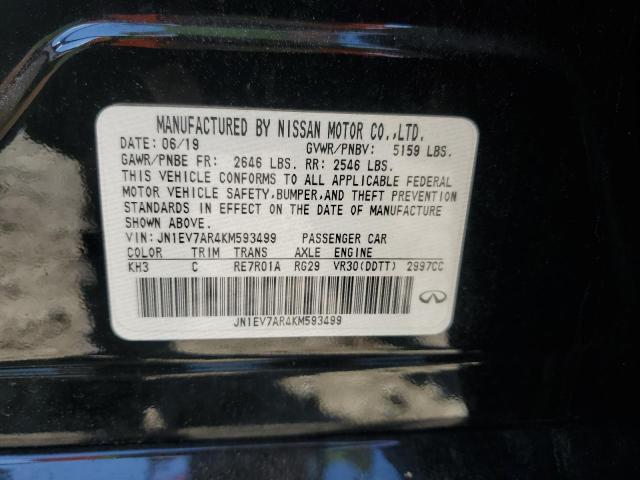 MANUFACTURED BY NISSAN MOTOR CO.,LTD.
DATE: 06/19 GVWR/PNBV: 5159 LBS.
GAWR/PNBE FR: 2646 LBS. RR: 2546 LBS.
THIS VEHICLE CONFORMS TO ALL APPLICABLE FEDERAL
MOTOR VEHICLE SAFETY,BUMPER,AND THEFT PREVENTION
STANDARDS IN EFFECT ON THE DATE OF MANUFACTURE
SHOWN ABOVE.
VIN:JN1EV7AR4KM593499 PASSENGER CAR
COLOR TRIM TRANS AXLE ENGINE
KH3 C RE7R01A RG29 VR30(DDTT) 2997CC
JN1EV7AR4KM593499